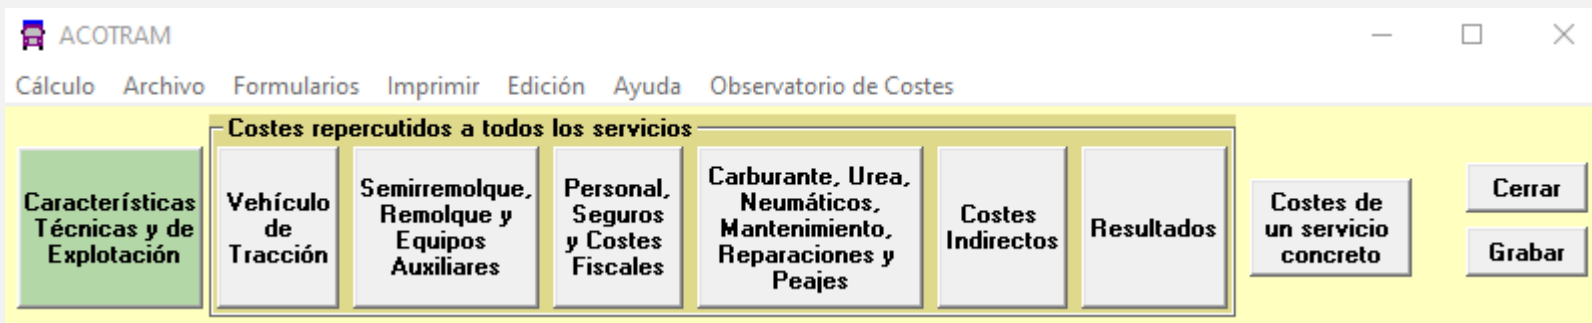 ACOTRAM
Cálculo Archivo Formularios Imprimir Edición Ayuda Observatorio de Costes
Costes repercutidos a todos los servicios
Características
Técnicas y de
Explotación
Vehículo
de
Tracción
Semirremolque,
Remolque y
Equipos
Auxiliares
Personal,
Seguros
y Costes
Fiscales
Carburante, Urea,
Neumáticos,
Mantenimiento,
Reparaciones y
Peajes
Costes
Indirectos
Resultados
Costes de
un servicio
concreto
Cerrar
Grabar